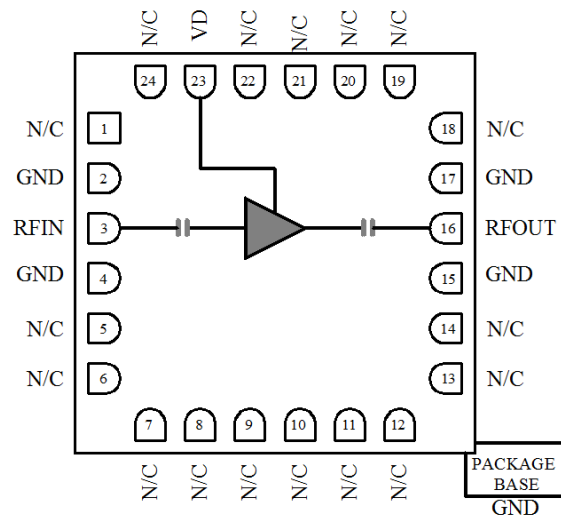 N/C VD N/C N/C N/C N/C
24 23 22 21 20 19
N/C 1 18 N/C
GND 2 17 GND
RFIN 3 16 RFOUT
GND 4 15 GND
N/C 5 14 N/C
N/C 6 13 N/C
7 8 9 10 11 12
N/C N/C N/C N/C N/C N/C
PACKAGE
BASE
GND